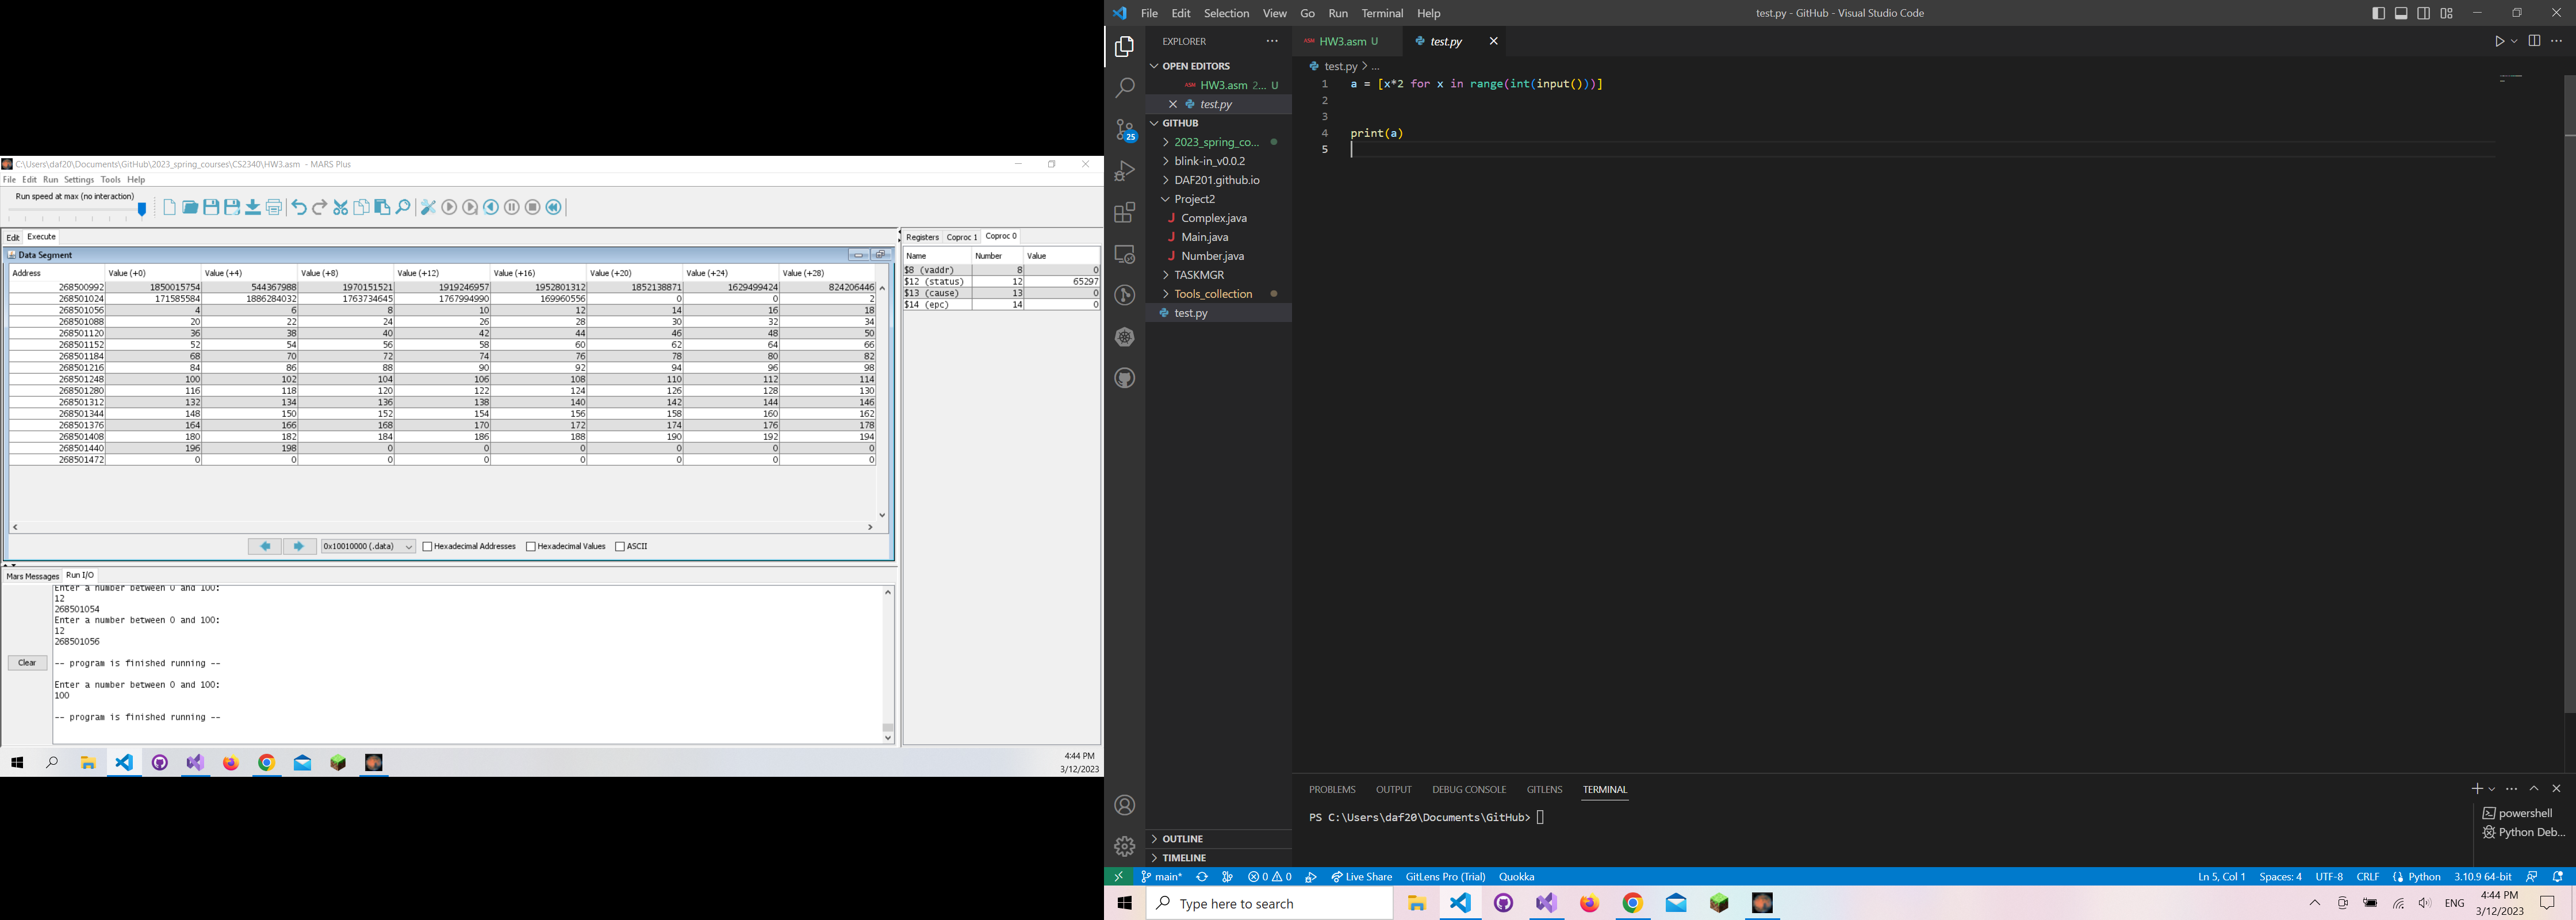 C:\Users\daf20\Documents\GitHub\2023_spring_courses\CS2340\HW3.asm - MARS Plus
File Edit Run Settings Tools Help
Run speed at max (no interaction)
Edit Execute
Data Segment
Address Value (+0) Value (+4) Value (+8) Value (+12) Value (+16) Value (+20) Value (+24) Value (+28)
268500992 1850015754 544367988 1970151521 1919246957 1952801312 1852138871 1629499424 824206446
268501024 171585584 1886284032 1763734645 1767994990 169960556 0 0 2
268501056 4 6 8 10 12 14 16 18
268501088 20 22 24 26 28 30 32 34
268501120 36 38 40 42 44 46 48 50
268501152 52 54 56 58 60 62 64 66
268501184 68 70 72 74 76 78 80 82
268501216 84 86 88 90 92 94 96 98
268501248 100 102 104 106 108 110 112 114
268501280 116 118 120 122 124 126 128 130
268501312 132 134 136 138 140 142 144 146
268501344 148 150 152 154 156 158 160 162
268501376 164 166 168 170 172 174 176 178
268501408 180 182 184 186 188 190 192 194
268501440 196 198 0 0 0 0 0 0
268501472 0 0 0 0 0 0 0 0
0x10010000 (.data) Hexadecimal Addresses Hexadecimal Values ASCII
Registers Coproc 1 Coproc 0
Name Number Value
$8 (vaddr) 8 0
$12 (status) 12 65297
$13 (cause) 13 0
$14 (epc) 14 0
Mars Messages Run I/O
Clear
Enter a number between 0 and 100:
12
268501054
Enter a number between 0 and 100:
12
268501056
-- program is finished running --
Enter a number between 0 and 100:
100
-- program is finished running --
4:44 PM
3/12/2023
File Edit Selection View Go Run Terminal Help
test.py - GitHub - Visual Studio Code
EXPLORER
OPEN EDITORS
ASM HW3.asm 2... U
test.py
GITHUB
25
2023_spring_co...
blink-in_v0.0.2
DAF201.github.io
Project2
J Complex.java
J Main.java
J Number.java
TASKMGR
Tools_collection
test.py
OUTLINE
TIMELINE
ASM HW3.asm U
test.py
test.py > ...
1 a = [x*2 for x in range(int(input()))]
2
3
4 print(a)
5
PROBLEMS OUTPUT DEBUG CONSOLE GITLENS TERMINAL
PS C:\Users\daf20\Documents\GitHub>
powershell
Python Deb...
main* 0 0 Live Share GitLens Pro (Trial) Quokka
Ln 5, Col 1 Spaces: 4 UTF-8 CRLF Python 3.10.9 64-bit
Type here to search
ENG
4:44 PM
3/12/2023